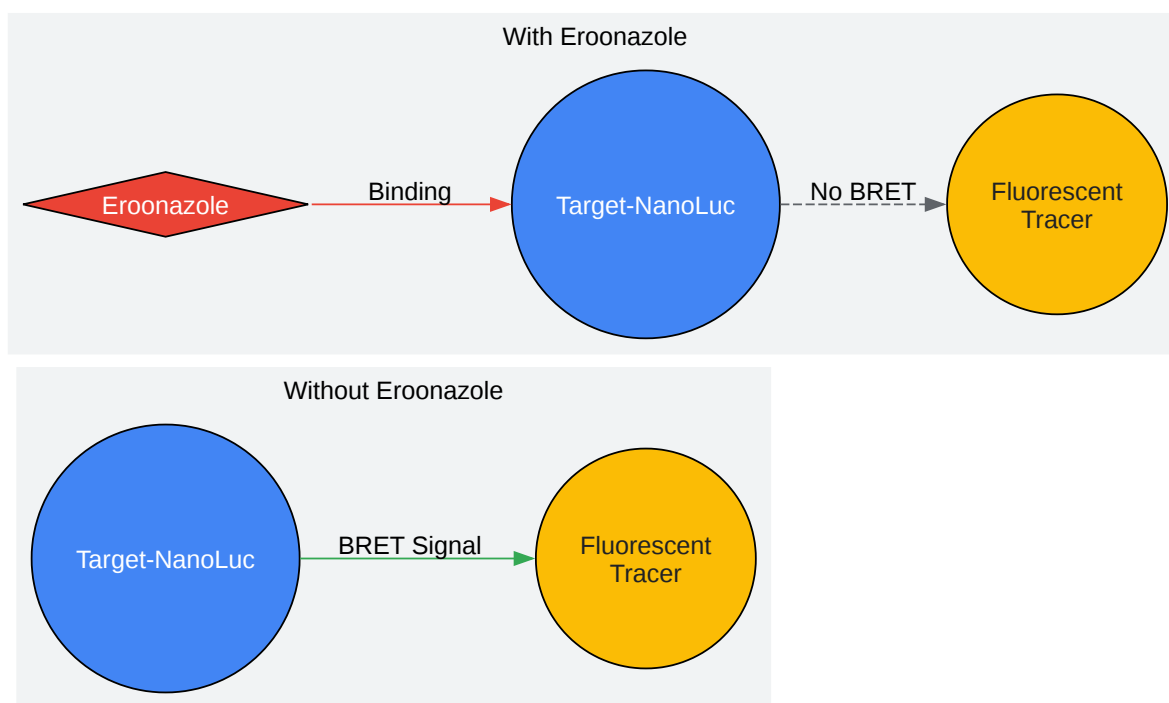 With Eroonazole
Eroonazole
Binding
Target-NanoLuc
No BRET
Fluorescent
Tracer
Without Eroonazole
Target-NanoLuc
BRET Signal
Fluorescent
Tracer